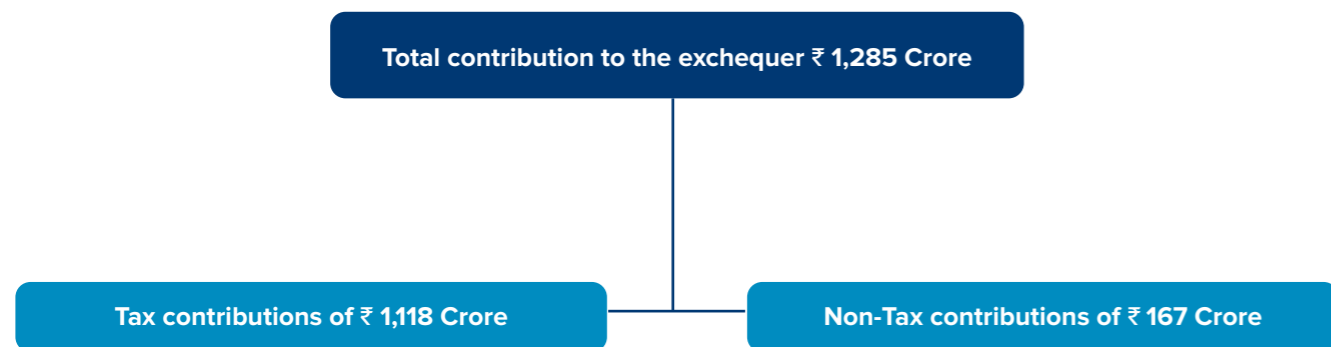 Total contribution to the exchequer ₹ 1,285 Crore
Tax contributions of ₹ 1,118 Crore
Non-Tax contributions of ₹ 167 Crore